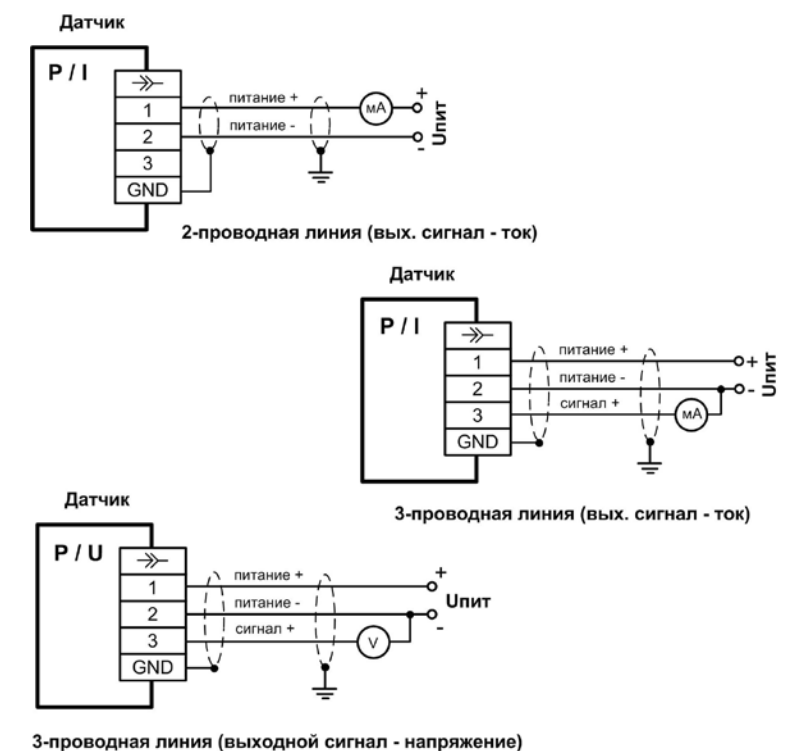 Датчик
P / I
1
питание +
мА
+
2
питание -
-
Uпит
3
GND
2-проводная линия (вых. сигнал - ток)
Датчик
P / I
1
питание +
+
2
питание -
-
Uпит
3
сигнал +
мА
GND
3-проводная линия (вых. сигнал - ток)
Датчик
P / U
1
питание +
+
2
питание -
-
Uпит
3
сигнал +
V
GND
3-проводная линия (выходной сигнал - напряжение)